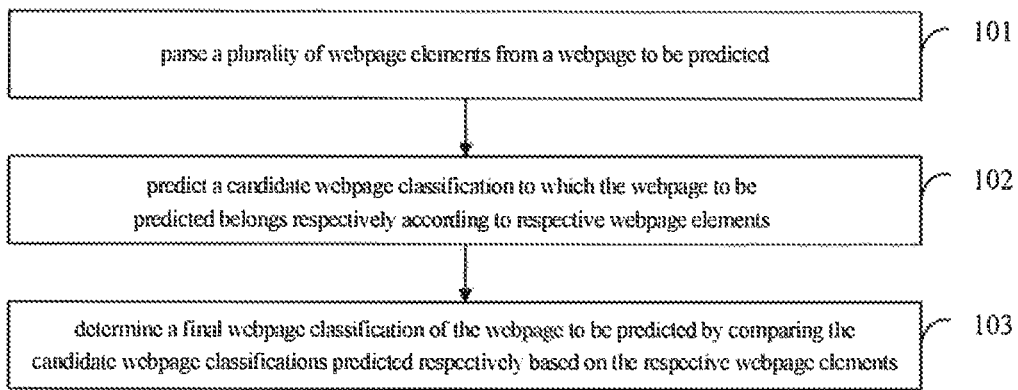 parse a plurality of webpage elements from a webpage to be predicted
101
predict a candidate webpage classification to which the webpage to be
predicted belongs respectively according to respective webpage elements
102
determine a final webpage classification of the webpage to be predicted by comparing the
candidate webpage classifications predicted respectively based on the respective webpage elements
103